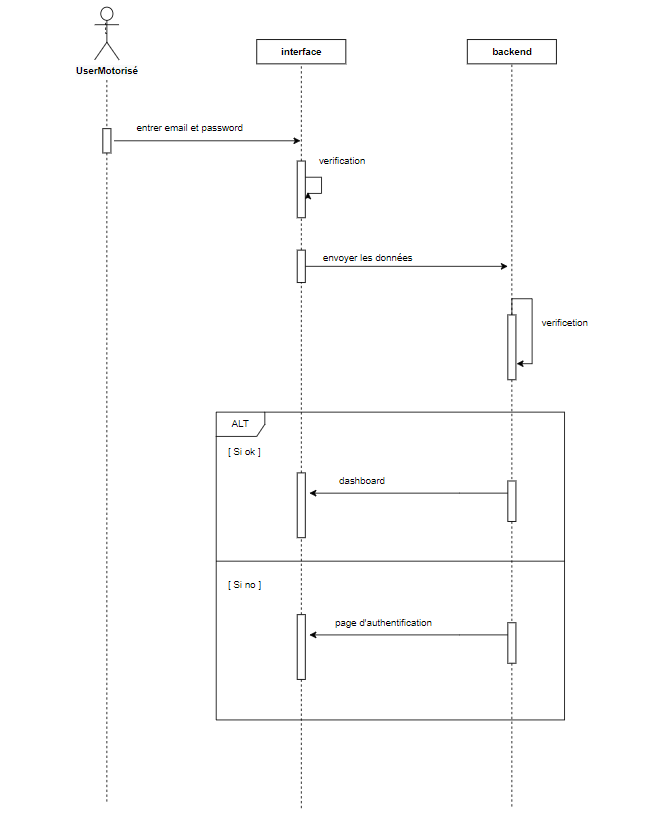 interface
backend
UserMotorisé
entrer email et password
verification
envoyer les données
verificetion
ALT
[ Si ok ]
dashboard
[ Si no ]
page d'authentification